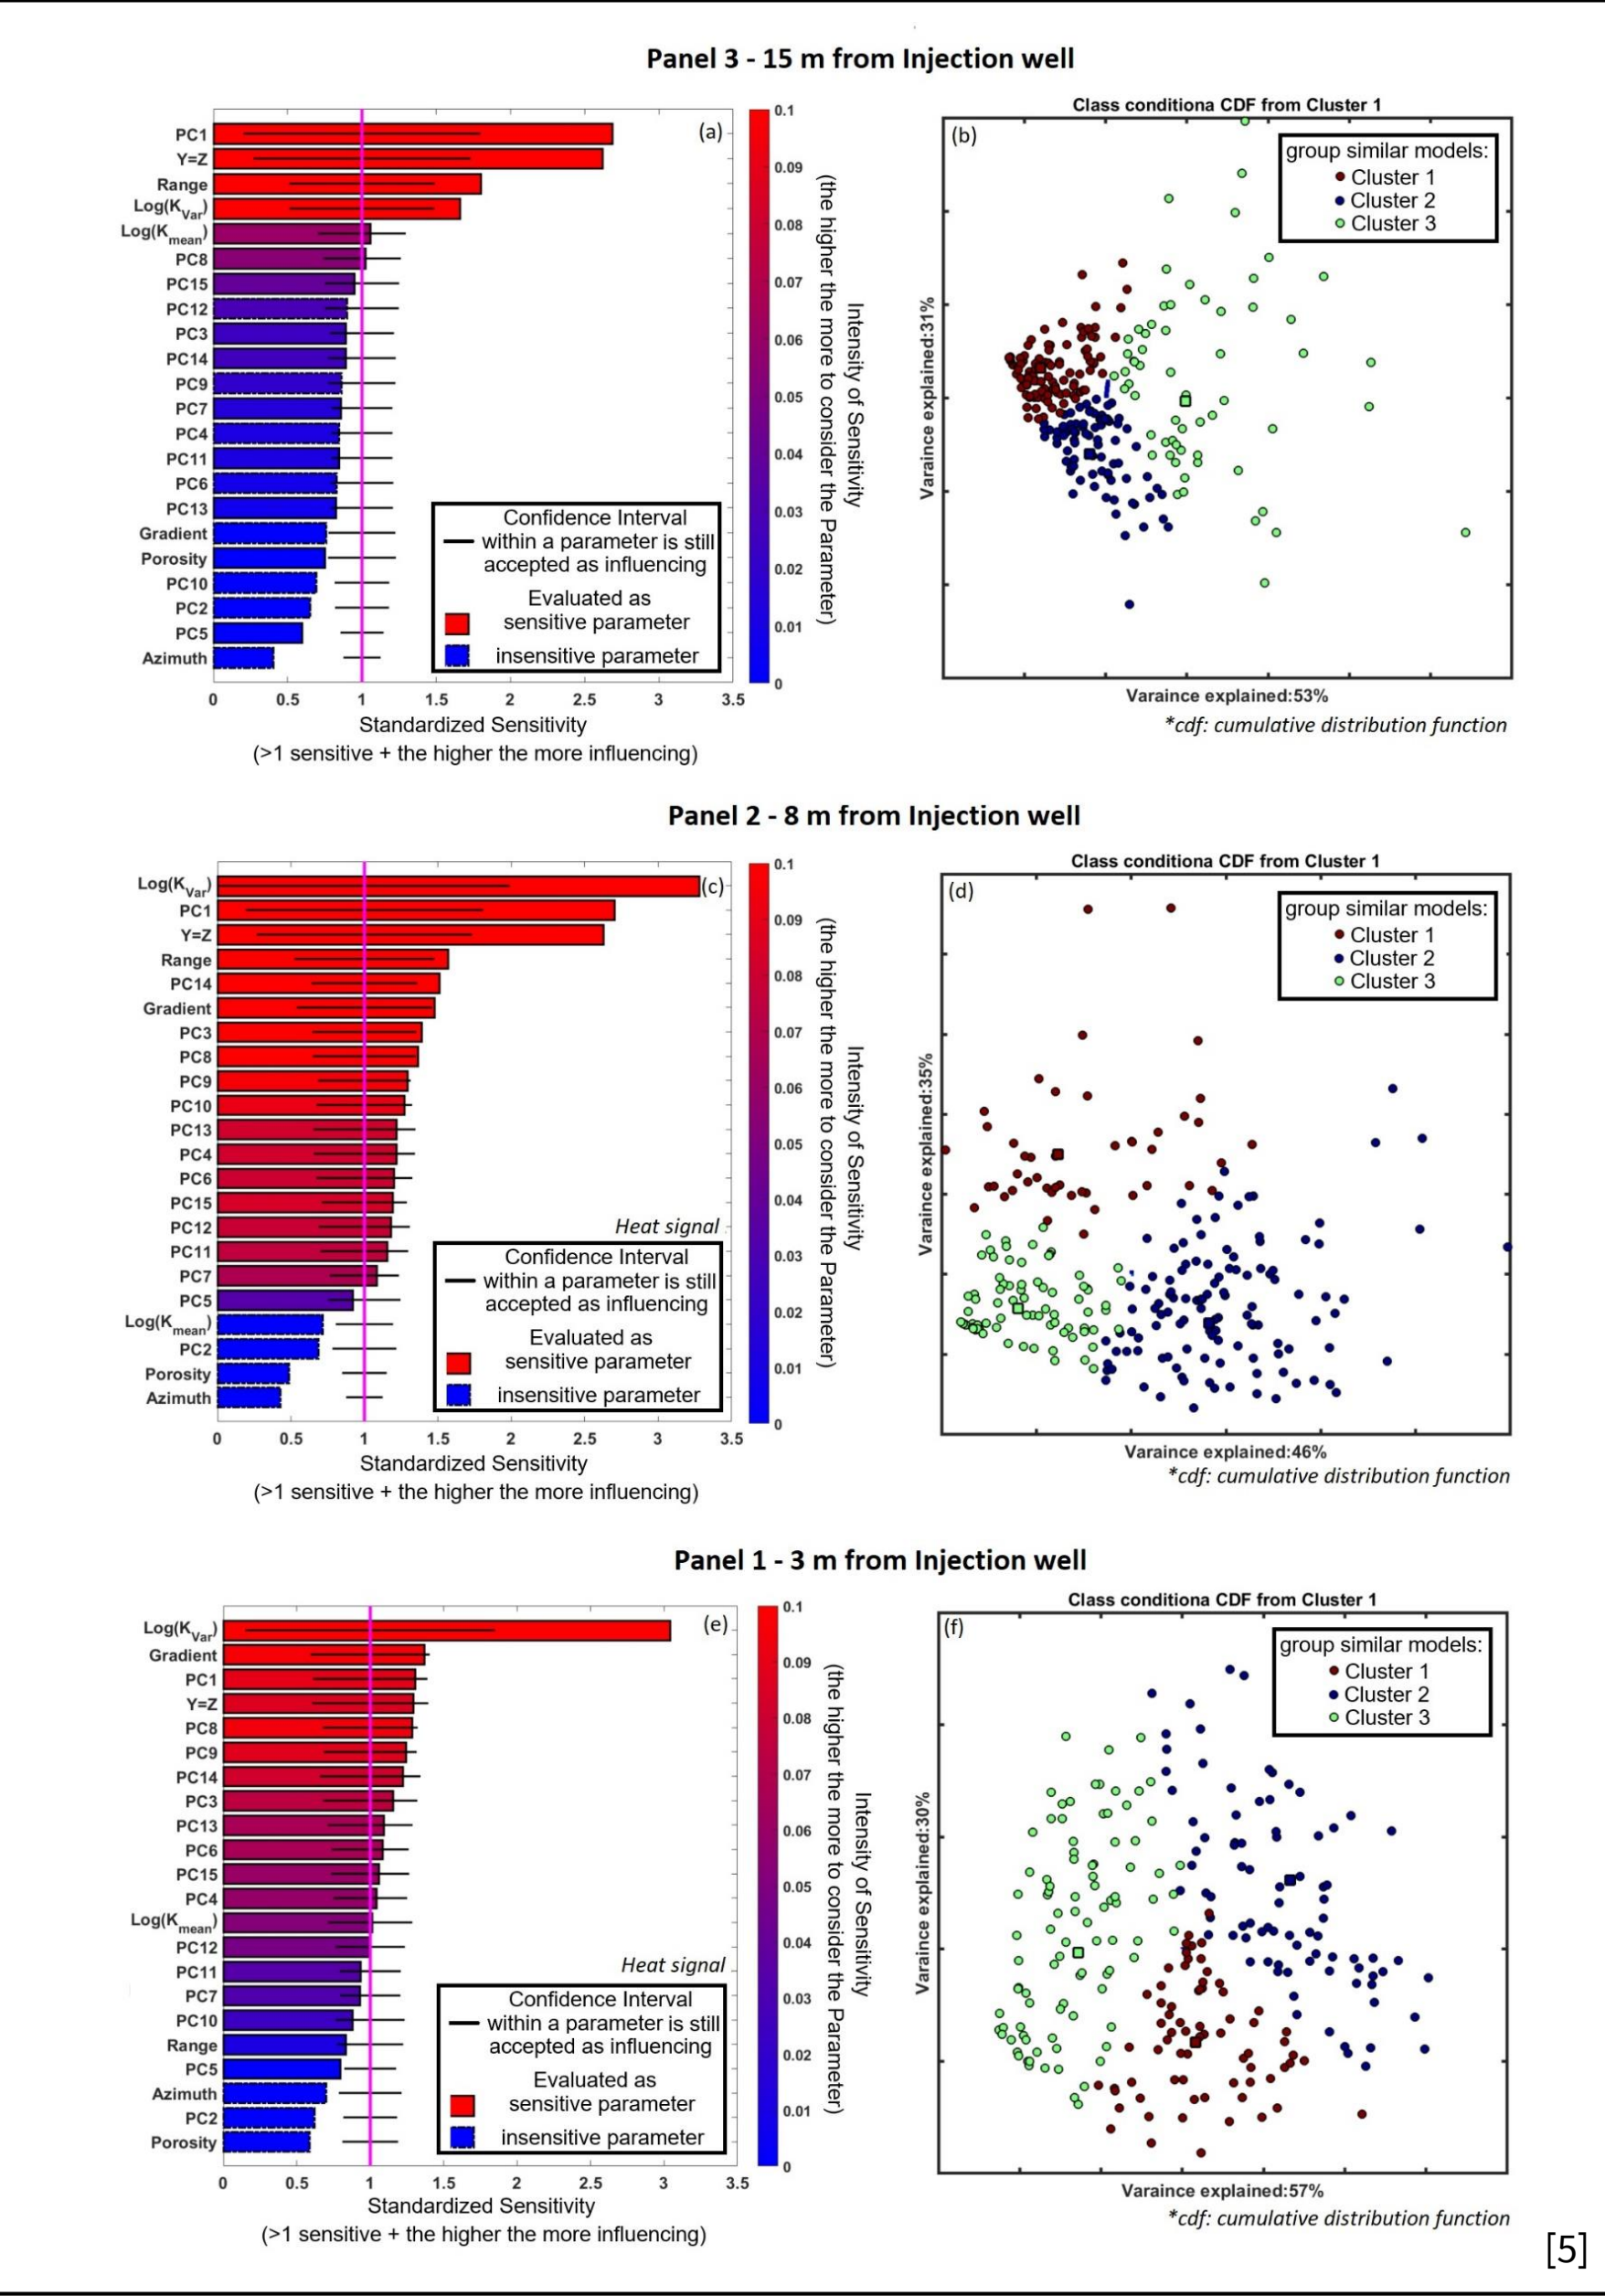 Panel 3 - 15 m from Injection well
(a)
PC1
Y=Z
Range
Log(KVar)
Log(Kmean)
PC8
PC15
PC12
PC3
PC14
PC9
PC7
PC4
PC11
PC6
PC13
Gradient
Porosity
PC10
PC2
PC5
Azimuth
0 0.5 1 1.5 2 2.5 3 3.5
Standardized Sensitivity
(>1 sensitive + the higher the more influencing)
Confidence Interval
within a parameter is still
accepted as influencing
Evaluated as
sensitive parameter
insensitive parameter
0.1
0.09
0.08
0.07
0.06
0.05
0.04
0.03
0.02
0.01
0
Intensity of Sensitivity
(the higher the more to consider the Parameter)
Class conditiona CDF from Cluster 1
(b)
group similar models:
Cluster 1
Cluster 2
Cluster 3
Varaince explained:31%
Varaince explained:53%
*cdf: cumulative distribution function
Panel 2 - 8 m from Injection well
(c)
Log(KVar)
PC1
Y=Z
Range
PC14
Gradient
PC3
PC8
PC9
PC10
PC13
PC4
PC6
PC15
PC12
PC11
PC7
PC5
Log(Kmean)
PC2
Porosity
Azimuth
0 0.5 1 1.5 2 2.5 3 3.5
Standardized Sensitivity
(>1 sensitive + the higher the more influencing)
Heat signal
Confidence Interval
within a parameter is still
accepted as influencing
Evaluated as
sensitive parameter
insensitive parameter
0.1
0.09
0.08
0.07
0.06
0.05
0.04
0.03
0.02
0.01
0
Intensity of Sensitivity
(the higher the more to consider the Parameter)
Class conditiona CDF from Cluster 1
(d)
group similar models:
Cluster 1
Cluster 2
Cluster 3
Varaince explained:35%
Varaince explained:46%
*cdf: cumulative distribution function
Panel 1 - 3 m from Injection well
(e)
Log(KVar)
Gradient
PC1
Y=Z
PC8
PC9
PC14
PC3
PC13
PC6
PC15
PC4
Log(Kmean)
PC12
PC11
PC7
PC10
Range
PC5
Azimuth
PC2
Porosity
0 0.5 1 1.5 2 2.5 3 3.5
Standardized Sensitivity
(>1 sensitive + the higher the more influencing)
Heat signal
Confidence Interval
within a parameter is still
accepted as influencing
Evaluated as
sensitive parameter
insensitive parameter
0.1
0.09
0.08
0.07
0.06
0.05
0.04
0.03
0.02
0.01
0
Intensity of Sensitivity
(the higher the more to consider the Parameter)
Class conditiona CDF from Cluster 1
(f)
group similar models:
Cluster 1
Cluster 2
Cluster 3
Varaince explained:30%
Varaince explained:57%
*cdf: cumulative distribution function
[5]